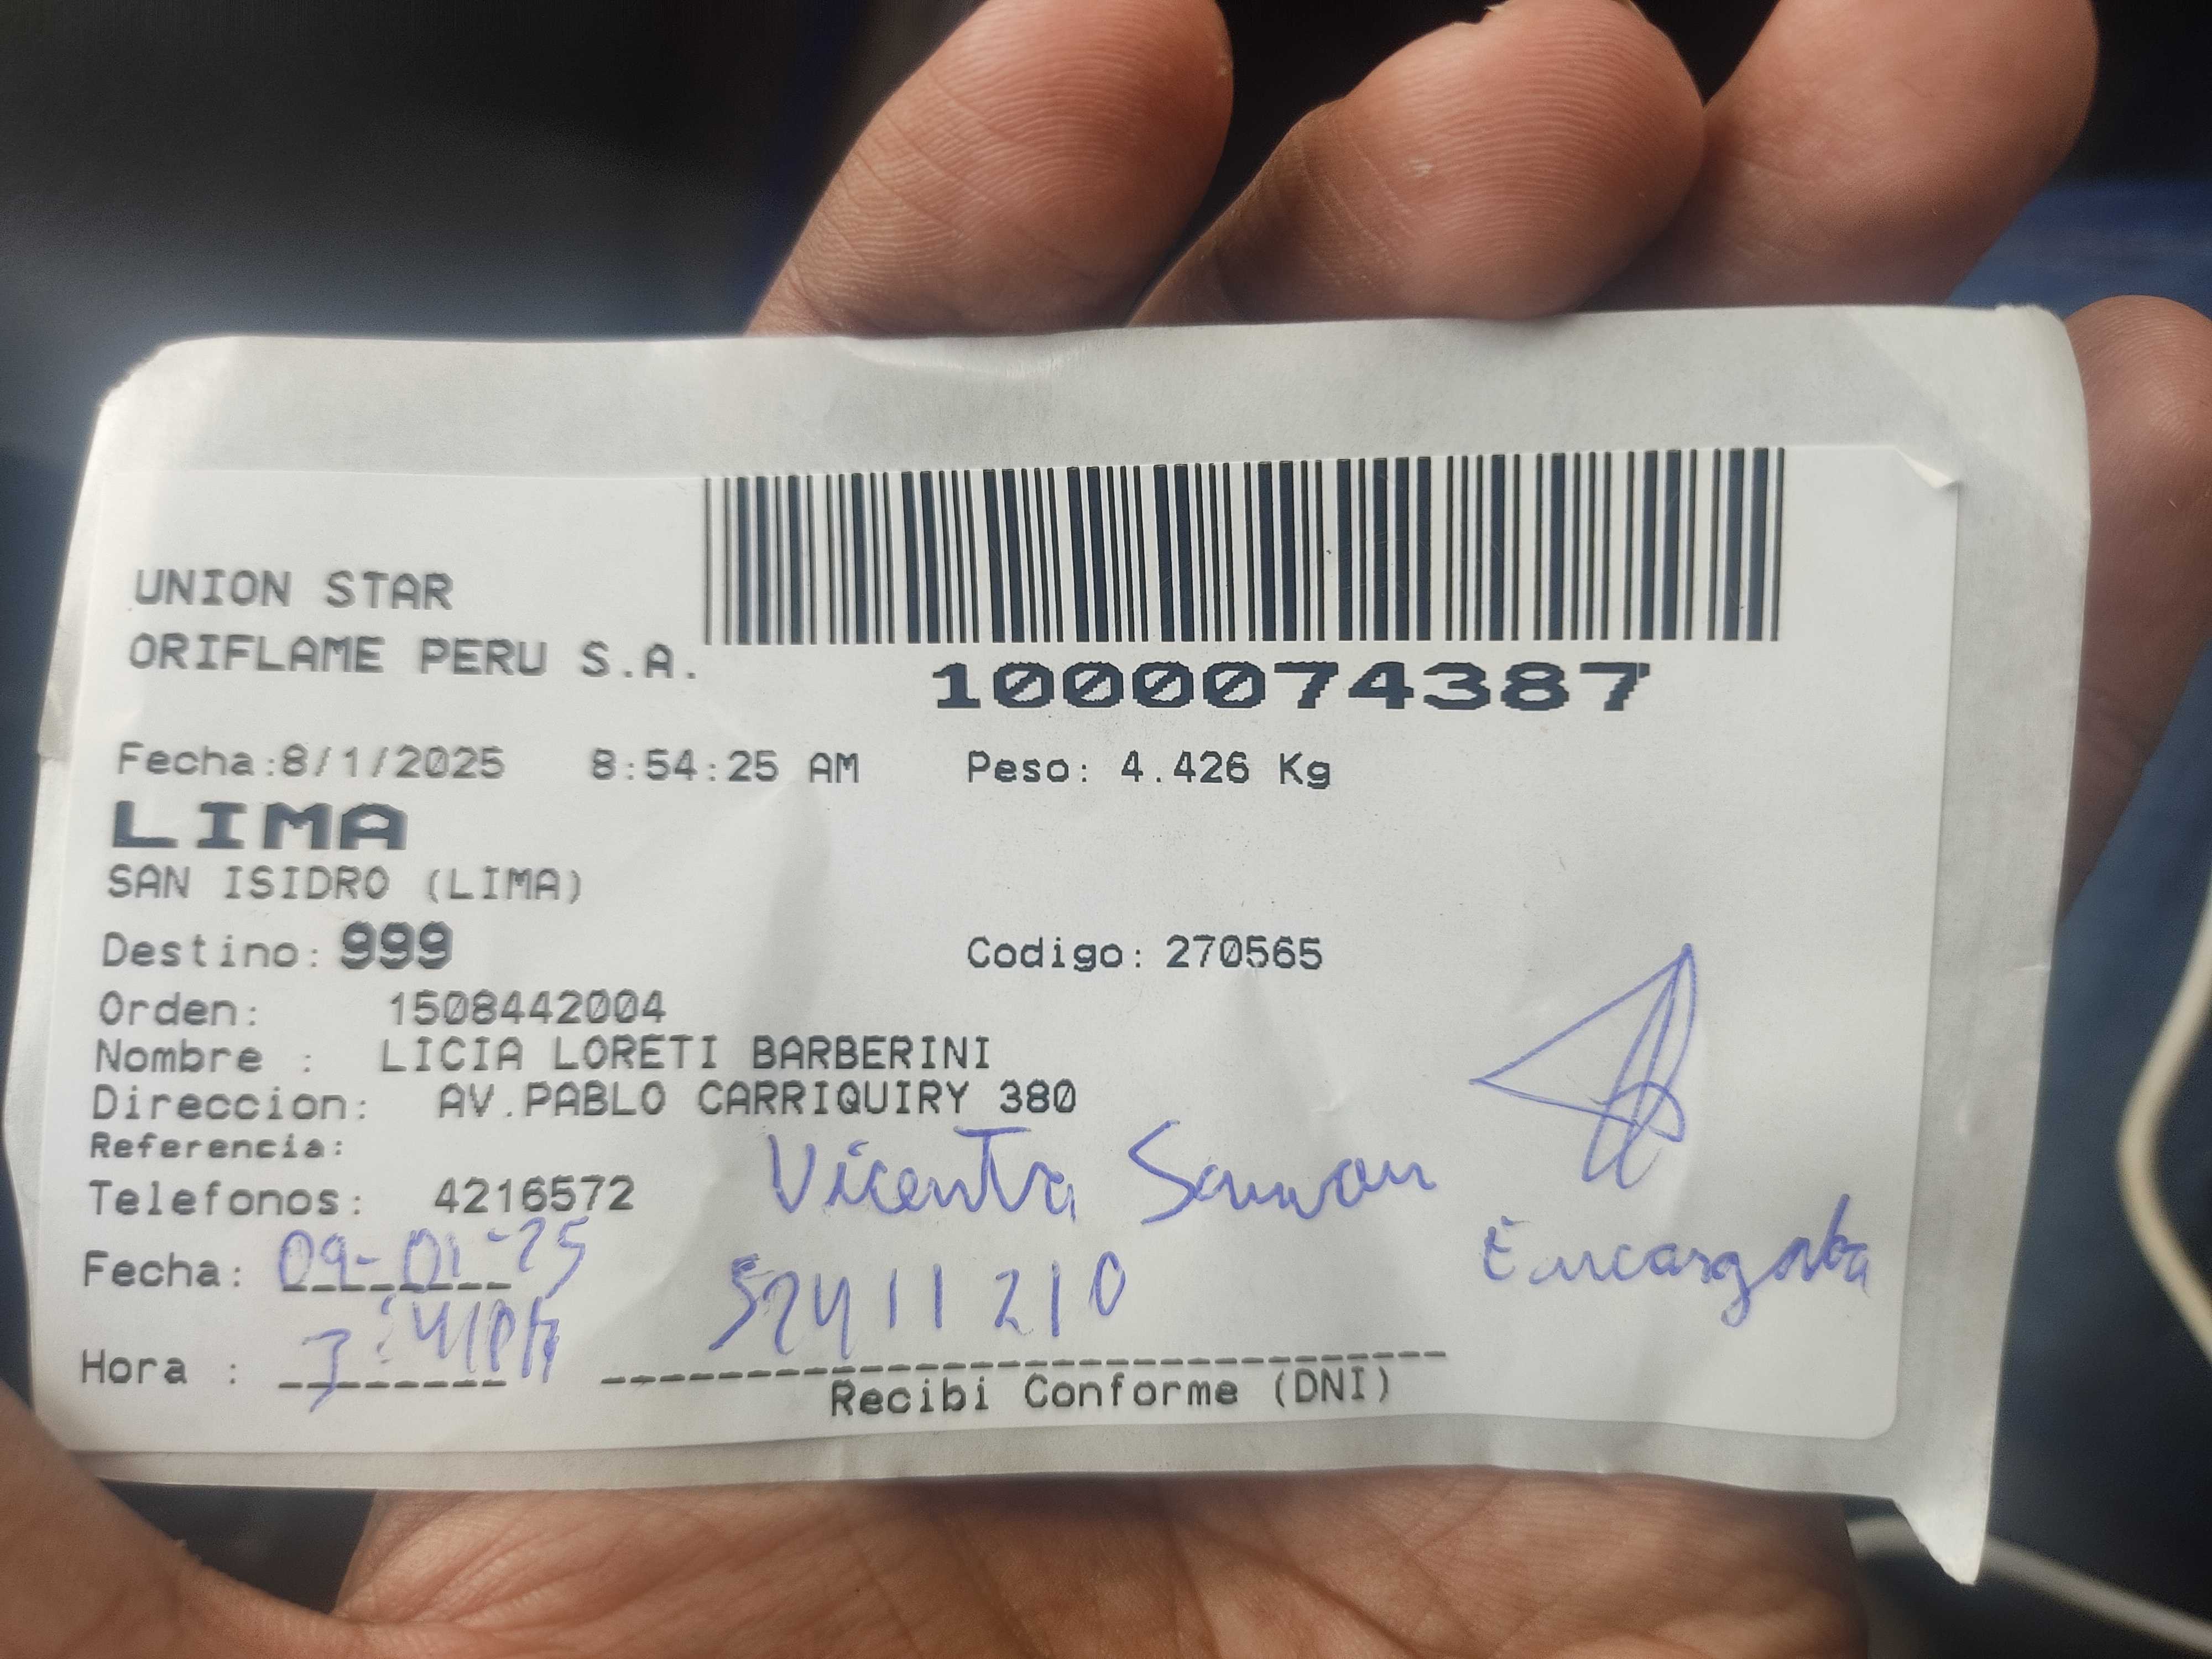 UNION STAR
ORIFLAME PERU S.A.
1000074387
Fecha:8/1/2025 8:54:25 AM Peso: 4.426 Kg
LIMA
SAN ISIDRO (LIMA)
Destino: 999 Codigo: 270565
Orden: 1508442004
Nombre : LICIA LORETI BARBERINI
Direccion: AV.PABLO CARRIQUIRY 380
Referencia:
Telefonos: 4216572
Vicenta
Fecha: 09-01-25
Encargada
Hora :
Recibi Conforme (DNI)